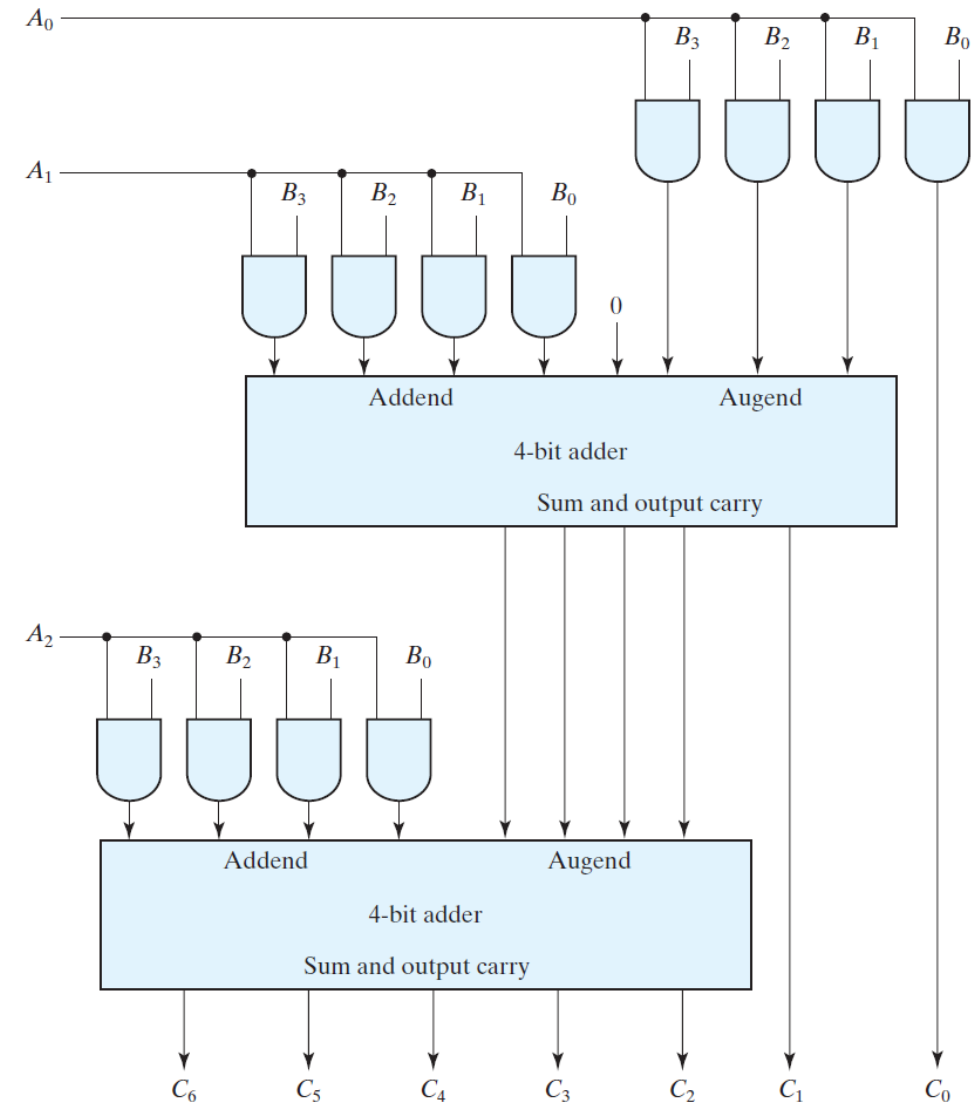 A₀
B₃ B₂ B₁ B₀
A₁
B₃ B₂ B₁ B₀
0
Addend Augend
4-bit adder
Sum and output carry
A₂
B₃ B₂ B₁ B₀
Addend Augend
4-bit adder
Sum and output carry
C₆ C₅ C₄ C₃ C₂ C₁ C₀